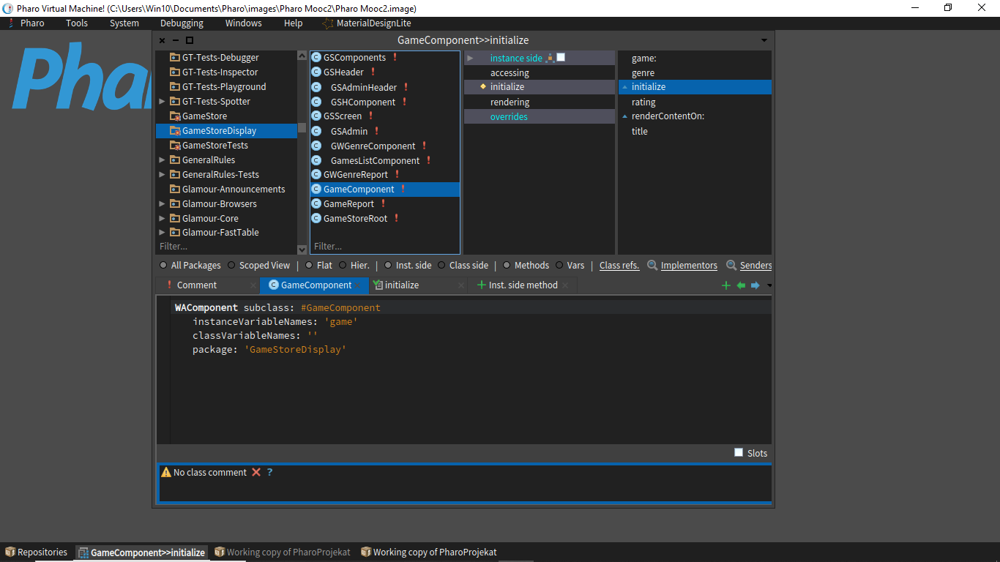 Pharo Virtual Machine! (C:\Users\Win10\Documents\Pharo\images\Pharo Mooc2\Pharo Mooc2.image)
Pharo Tools System Debugging Windows Help MaterialDesignLite
GameComponent>>initialize
Phar
GT-Tests-Debugger
GT-Tests-Inspector
GT-Tests-Playground
GT-Tests-Spotter
GameStore
GameStoreDisplay
GameStoreTests
GeneralRules
GeneralRules-Tests
Glamour-Announcements
Glamour-Browsers
Glamour-Core
Glamour-FastTable
Filter...
GSComponents !
GSHeader !
GSAdminHeader !
GSHComponent !
GSScreen !
GSAdmin !
GWGenreComponent !
GamesListComponent !
GWGenreReport !
GameComponent !
GameReport !
GameStoreRoot !
Filter...
instance side
accessing
initialize
rendering
overrides
game:
genre
initialize
rating
renderContentOn:
title
All Packages Scoped View | Flat Hier. | Inst. side Class side | Methods Vars | Class refs. Implementors Senders
! Comment GameComponent initialize Inst. side method
WAComponent subclass: #GameComponent
instanceVariableNames: 'game'
classVariableNames: ''
package: 'GameStoreDisplay'
Slots
No class comment ?
Repositories GameComponent>>initialize Working copy of PharoProjekat Working copy of PharoProjekat